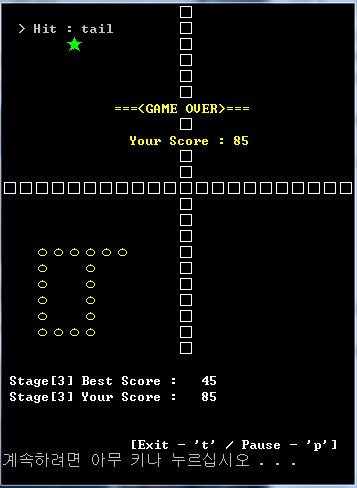 > Hit : tail
===<GAME OVER>===
Your Score : 85
Stage[3] Best Score : 45
Stage[3] Your Score : 85
[Exit - 't' / Pause - 'p']
계속하려면 아무 키나 누르십시오 . . .